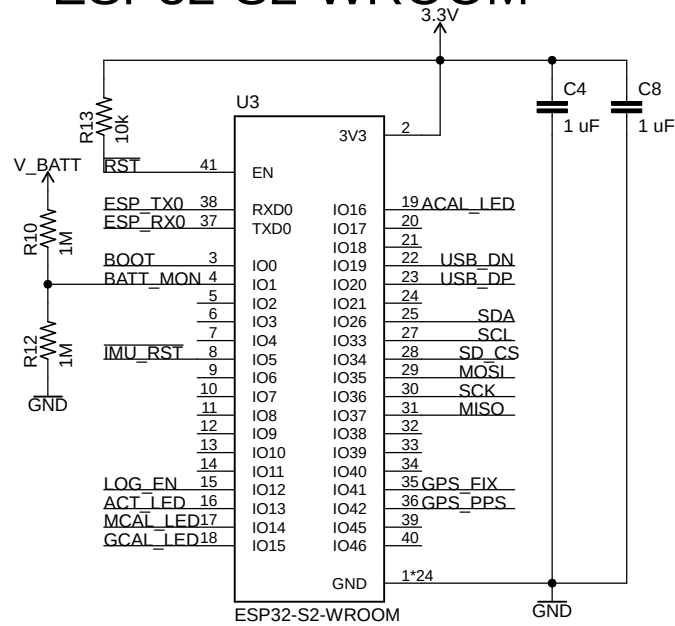 ESP32-S2-WROOM
3.3V
U3
C4
C8
1 uF
1 uF
R13
10k
V_BATT
R10
1M
R12
1M
GND
3V3 2
RST 41 EN
ESP_TX0 38 RXD0 IO16 19 ACAL_LED
ESP_RX0 37 TXD0 IO17 20
IO18 21
BOOT 3 IO0 IO19 22 USB_DN
BATT_MON 4 IO1 IO20 23 USB_DP
5 IO2 IO21 24
6 IO3 IO26 25 SDA
7 IO4 IO33 27 SCL
IMU_RST 8 IO5 IO34 28 SD_CS
9 IO6 IO35 29 MOSI
10 IO7 IO36 30 SCK
11 IO8 IO37 31 MISO
12 IO9 IO38 32
13 IO10 IO39 33
14 IO11 IO40 34
LOG_EN 15 IO12 IO41 35 GPS_FIX
ACT_LED 16 IO13 IO42 36 GPS_PPS
MCAL_LED 17 IO14 IO45 39
GCAL_LED 18 IO15 IO46 40
GND 1*24
ESP32-S2-WROOM
GND